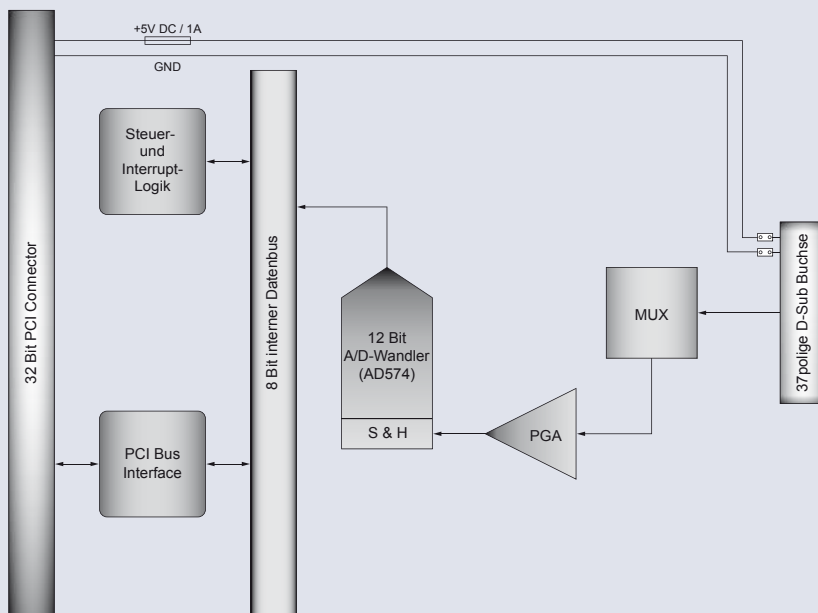 +5V DC / 1A
GND
Steuer-
und
Interrupt-
Logik
32 Bit PCI Connector
8 Bit interner Datenbus
12 Bit
A/D-Wandler
(AD574)
S & H
PGA
MUX
37polige D-Sub Buchse
PCI Bus
Interface